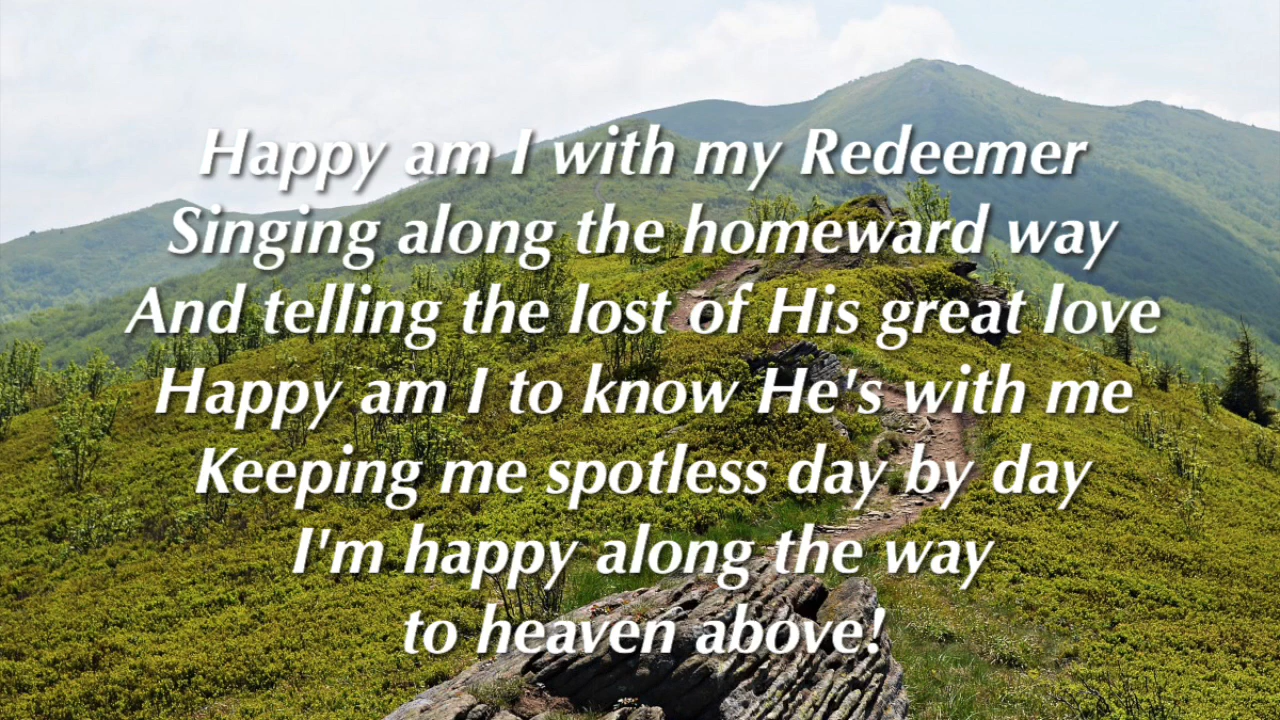 Happy am I with my Redeemer
Singing along the homeward way
And telling the lost of His great love
Happy am I to know He's with me
Keeping me spotless day by day
I'm happy along the way
to heaven above!